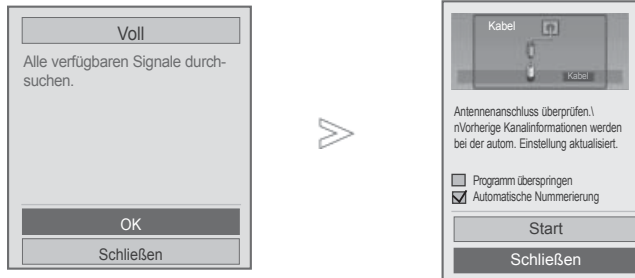 Voll
Alle verfügbaren Signale durch-
suchen.
OK
Schließen
Kabel
Kabel
Antennenanschluss überprüfen.\
nVorherige Kanalinformationen werden
bei der autom. Einstellung aktualisiert.
Programm überspringen
Automatische Nummerierung
Start
Schließen